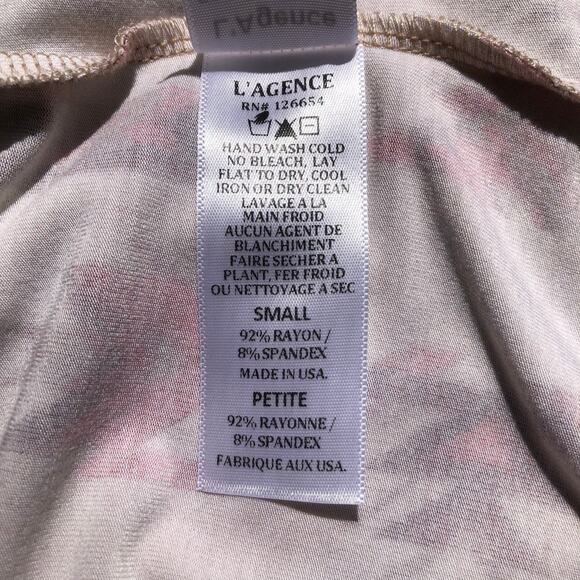 L'Agence
L'AGENCE
RN# 126654
HAND WASH COLD
NO BLEACH, LAY
FLAT TO DRY, COOL
IRON OR DRY CLEAN
LAVAGE A LA
MAIN FROID
AUCUN AGENT DE
BLANCHIMENT
FAIRE SECHER A
PLANT, FER FROID
OU NETTOYAGE A SEC
SMALL
92% RAYON /
8% SPANDEX
MADE IN USA.
PETITE
92% RAYONNE /
8% SPANDEX
FABRIQUE AUX USA.